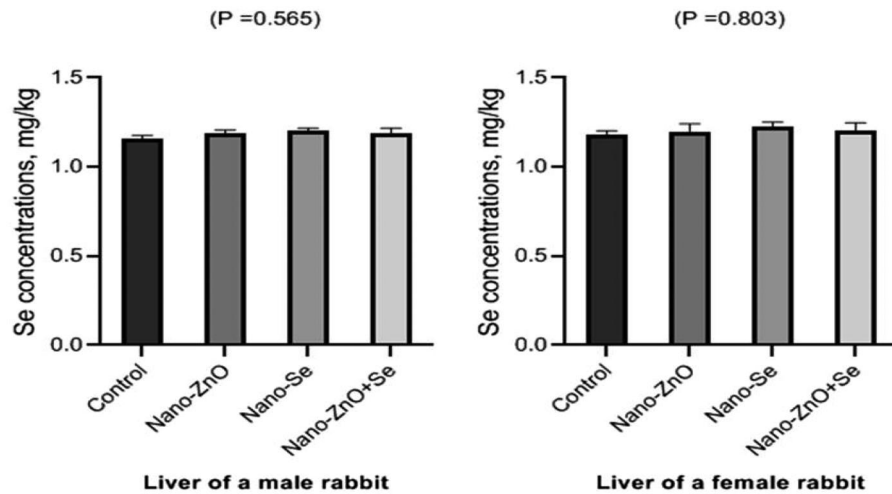 (P =0.565)
Se concentrations, mg/kg
1.5
1.0
0.5
0.0
Control
Nano-ZnO
Nano-Se
Nano-ZnO+Se
Liver of a male rabbit
(P =0.803)
Se concentrations, mg/kg
1.5
1.0
0.5
0.0
Control
Nano-ZnO
Nano-Se
Nano-ZnO+Se
Liver of a female rabbit